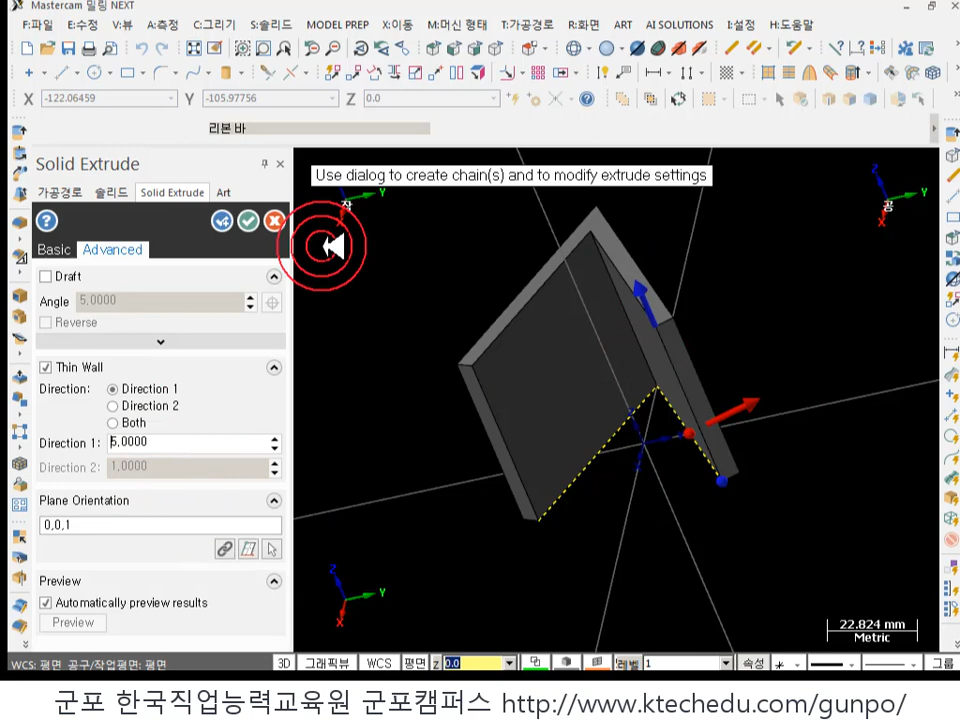 Mastercam 밀링 NEXT
F:파일 E:수정 V:뷰 A:측정 C:그리기 S:솔리드 MODEL PREP X:이동 M:머신 형태 T:가공경로 R:화면 ART AI SOLUTIONS I:설정 H:도움말
X -122.06459 Y -105.97756 Z 0.0
리본 바
Solid Extrude
Use dialog to create chain(s) and to modify extrude settings
가공경로 솔리드 Solid Extrude Art
Basic Advanced
Draft
Angle 5,0000
Reverse
Thin Wall
Direction: Direction 1
Direction 2
Both
Direction 1: 5,0000
Direction 2: 1,0000
Plane Orientation
0,0,1
Preview
Automatically preview results
Preview
Z Y X
작
Z Y X
공
Z Y X
22.824 mm
Metric
WCS: 평면 공구/작업평면: 평면 3D 그래픽뷰 WCS 평면 z 0.0 레벨 1 속성 그룹
군포 한국직업능력교육원 군포캠퍼스 http://www.ktechedu.com/gunpo/